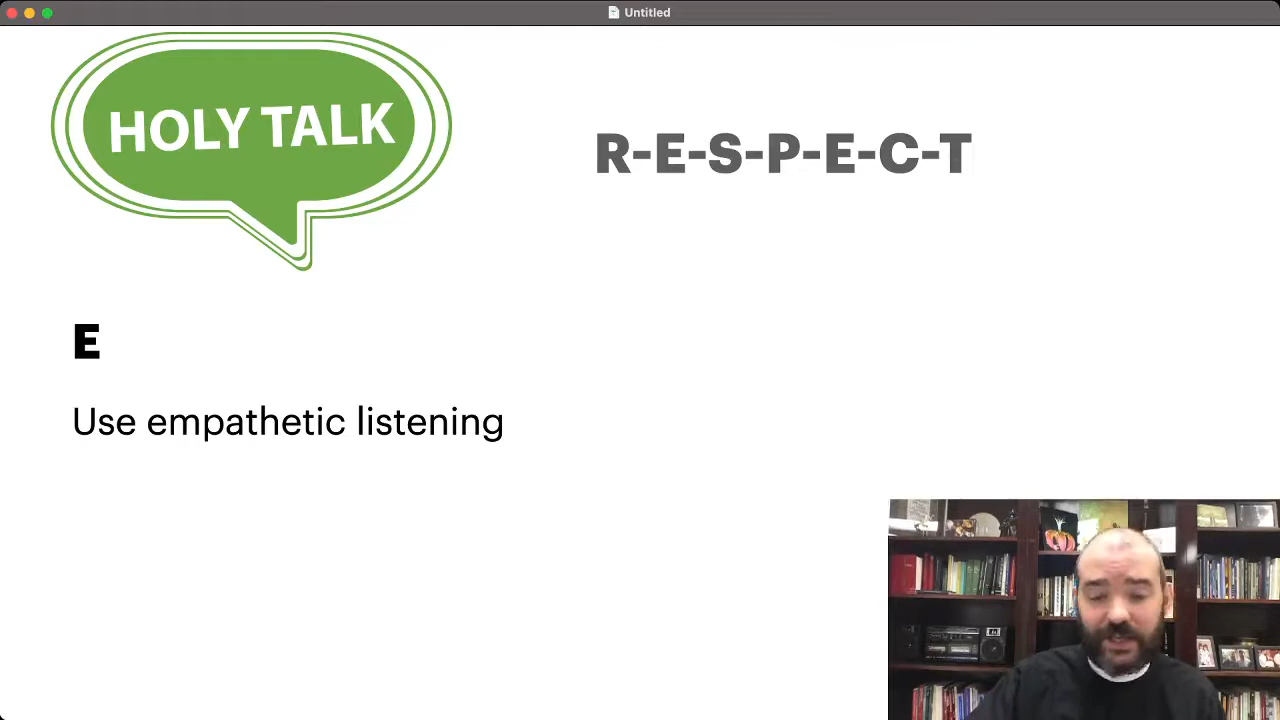 Untitled
HOLY TALK
R-E-S-P-E-C-T
E
Use empathetic listening